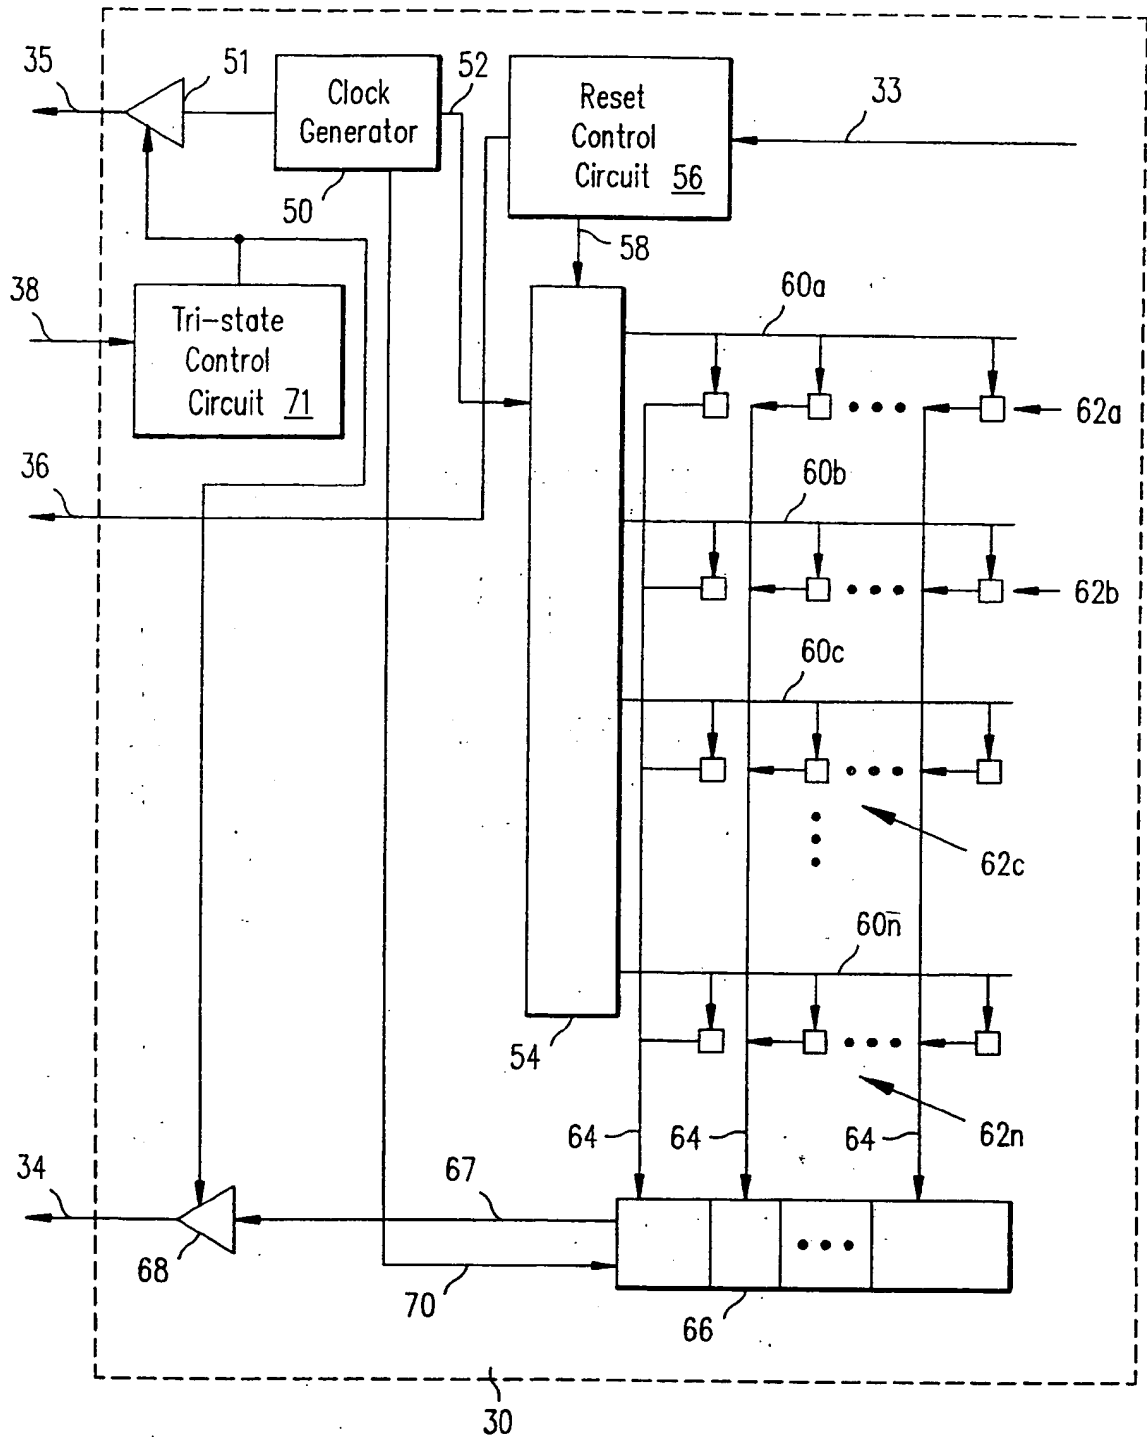 35
51
Clock
Generator
52
50
Reset
Control
Circuit 56
33
58
38
Tri-state
Control
Circuit 71
60a
62a
36
60b
62b
60c
62c
60n̄
62n
54
64
64
64
34
67
68
70
66
30